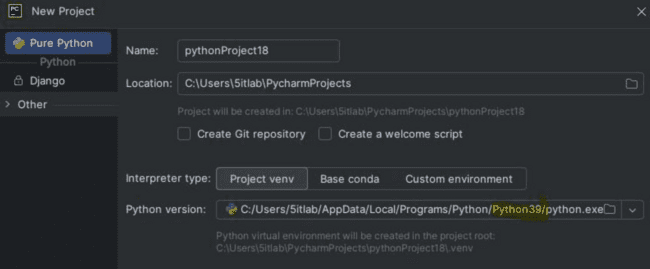 PC New Project
Pure Python
Python
Django
Other
Name: pythonProject18
Location: C:\Users\5itlab\PycharmProjects
Project will be created in: C:\Users\5itlab\PycharmProjects\pythonProject18
Create Git repository Create a welcome script
Interpreter type: Project venv Base conda Custom environment
Python version: C:/Users/5itlab/AppData/Local/Programs/Python/Python39/python.exe
Python virtual environment will be created in the project root:
C:\Users\5itlab\PycharmProjects\pythonProject18\.venv